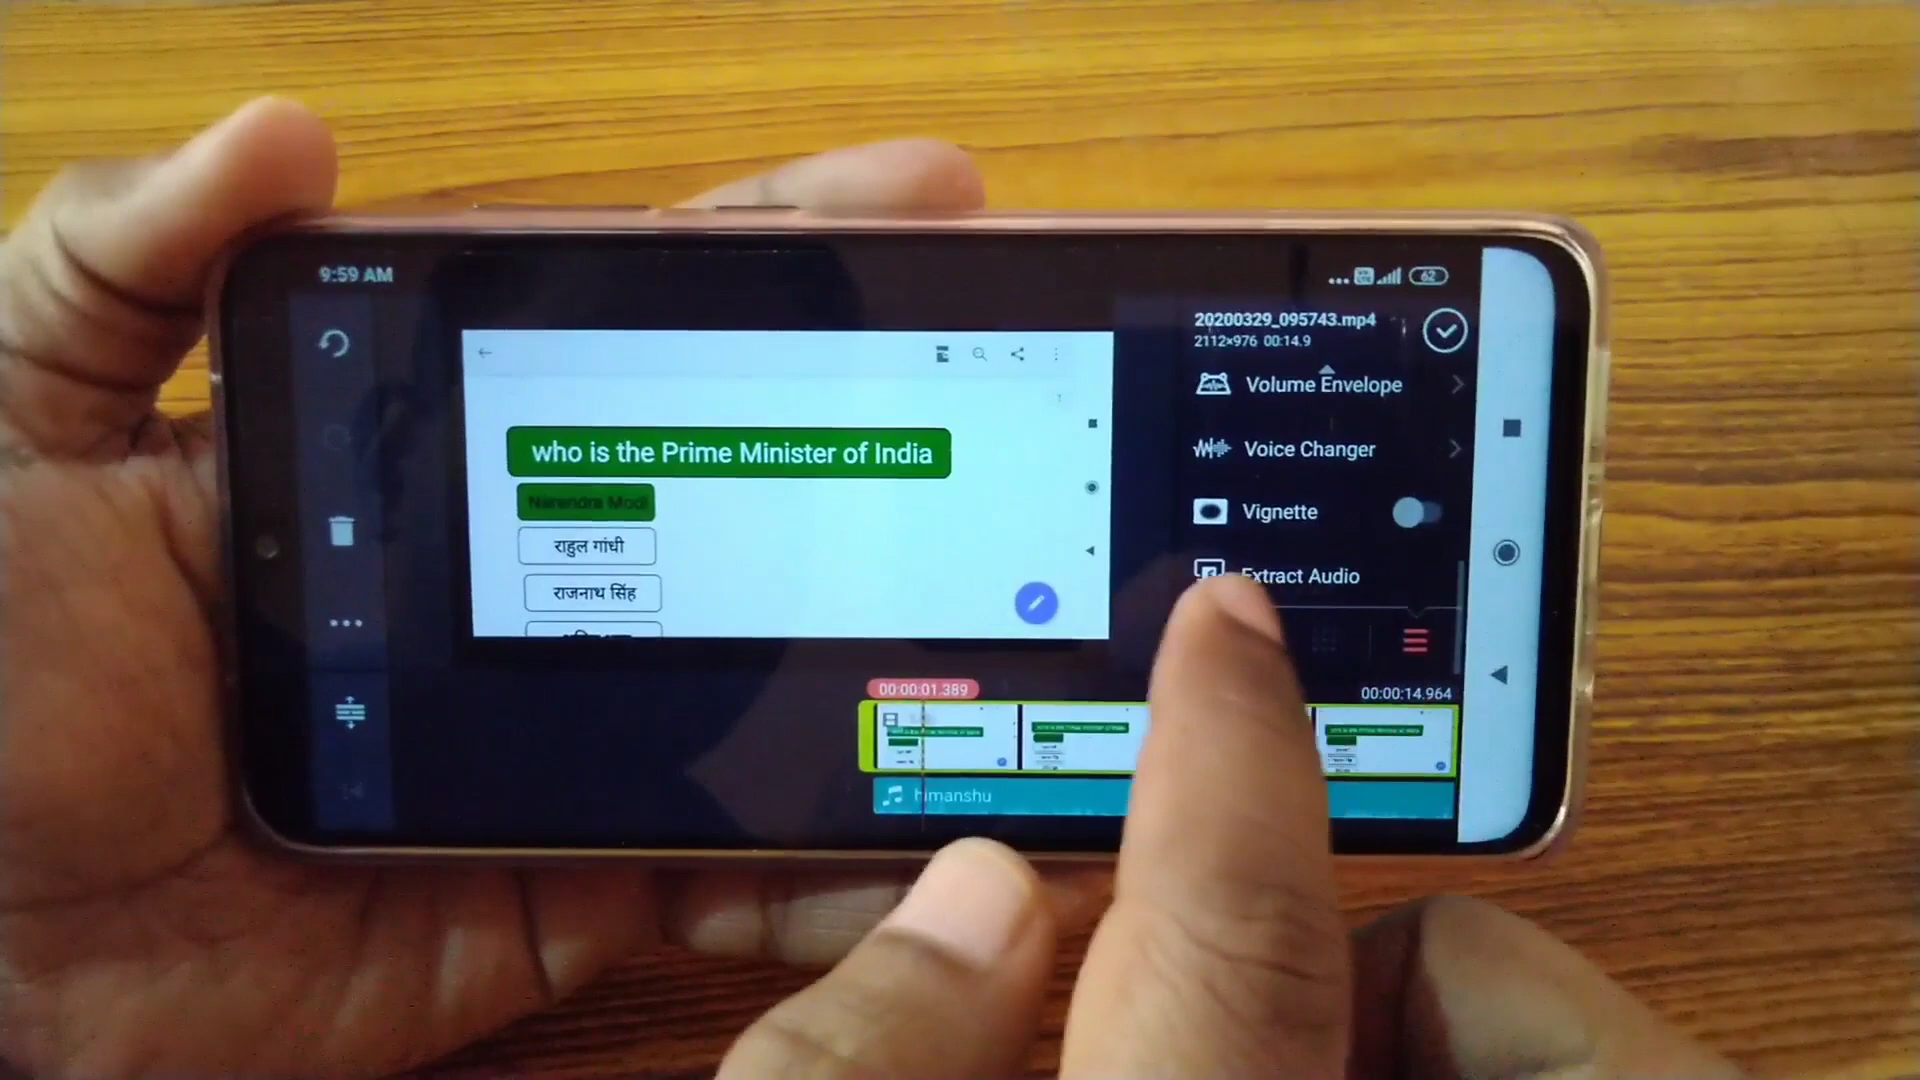 9:59 AM
62
20200329_095743.mp4
2112×976 00:14.9
Volume Envelope
Voice Changer
Vignette
Extract Audio
who is the Prime Minister of India
Narendra Modi
राहुल गांधी
राजनाथ सिंह
00:00:01.389
00:00:14.964
himanshu